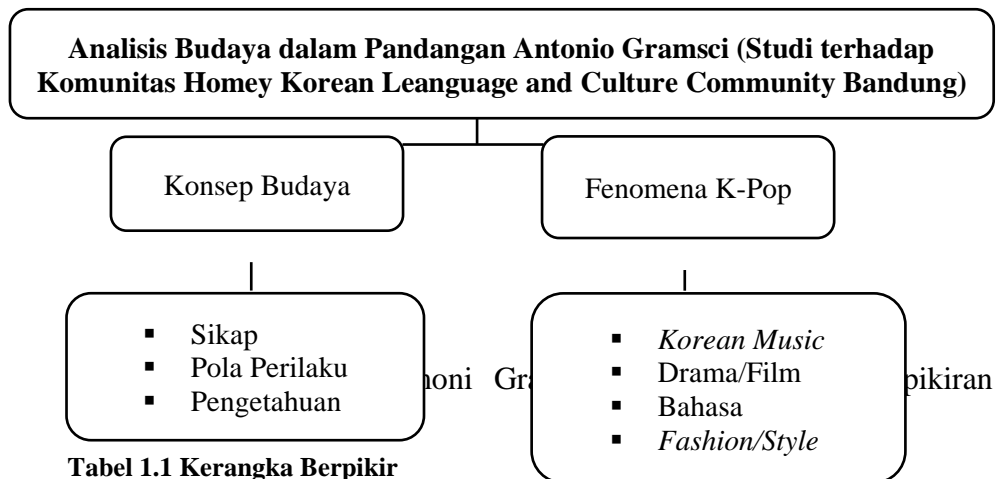 Analisis Budaya dalam Pandangan Antonio Gramsci (Studi terhadap
Komunitas Homey Korean Leanguage and Culture Community Bandung)
Konsep Budaya
Fenomena K-Pop
▪ Sikap
▪ Pola Perilaku
▪ Pengetahuan
▪ Korean Music
▪ Drama/Film
▪ Bahasa
▪ Fashion/Style
Tabel 1.1 Kerangka Berpikir